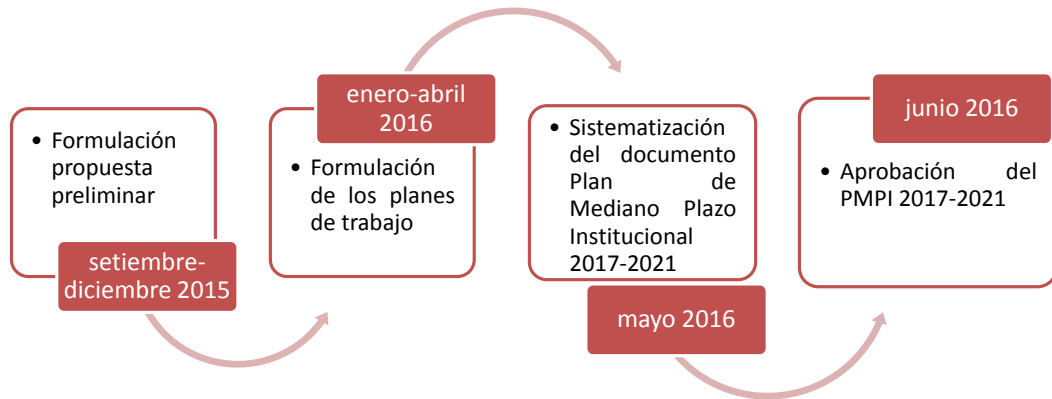 • Formulación
propuesta
preliminar
setiembre-
diciembre 2015
enero-abril
2016
• Formulación
de los planes
de trabajo
• Sistematización
del documento
Plan de
Mediano Plazo
Institucional
2017-2021
mayo 2016
junio 2016
• Aprobación del
PMPI 2017-2021